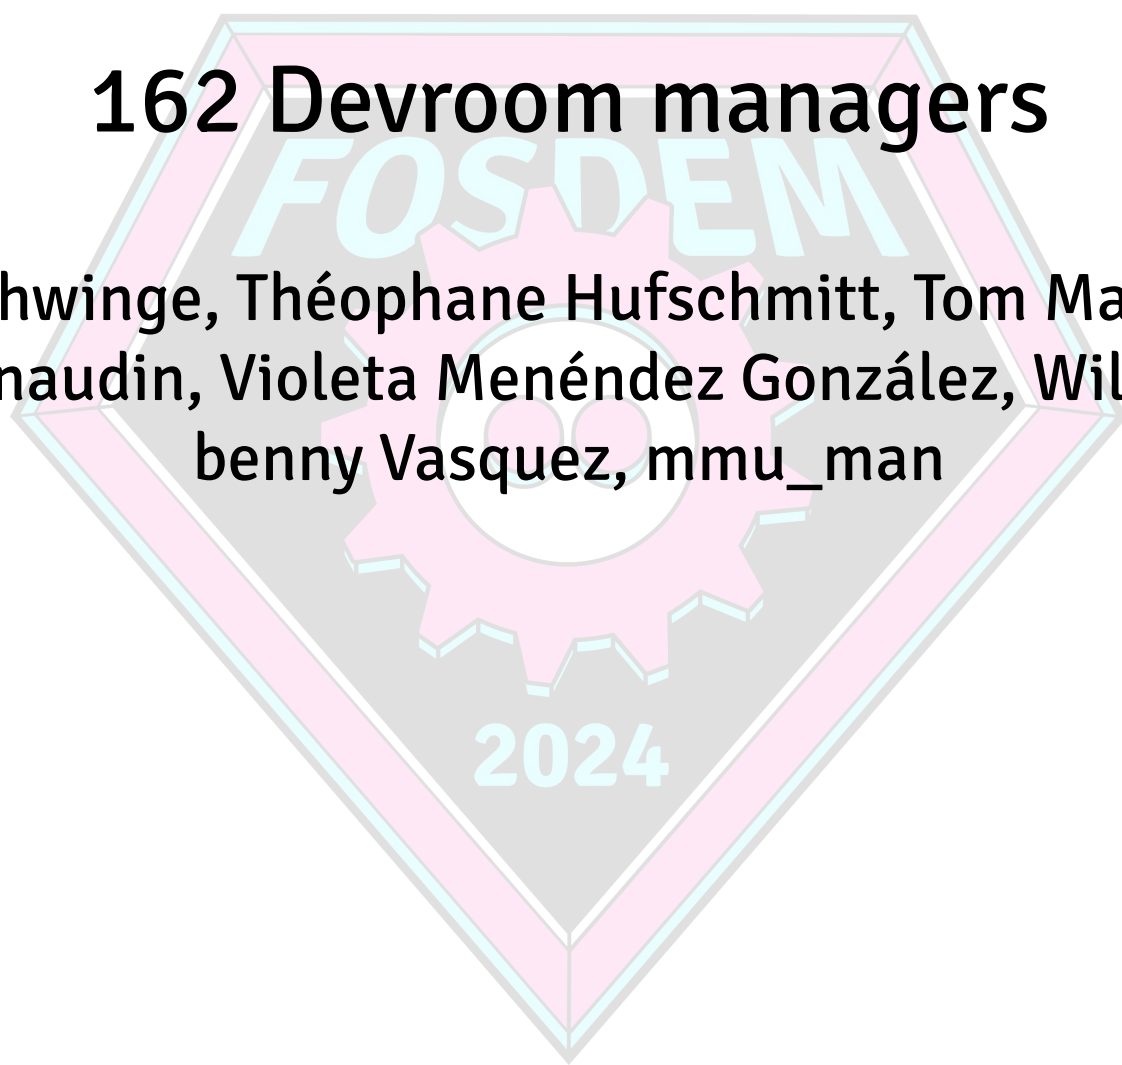 162 Devroom managers
FOSDEM
hwinge, Théophane Hufschmitt, Tom Ma
naudin, Violeta Menéndez González, Wil
benny Vasquez, mmu_man
2024